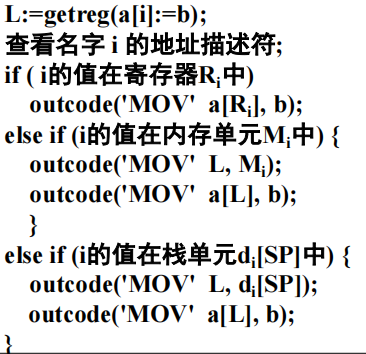 L:=getreg(a[i]:=b);
查看名字 i 的地址描述符;
if ( i的值在寄存器Ri中)
outcode('MOV' a[Ri], b);
else if (i的值在内存单元Mi中) {
outcode('MOV' L, Mi);
outcode('MOV' a[L], b);
}
else if (i的值在栈单元di[SP]中) {
outcode('MOV' L, di[SP]);
outcode('MOV' a[L], b);
}